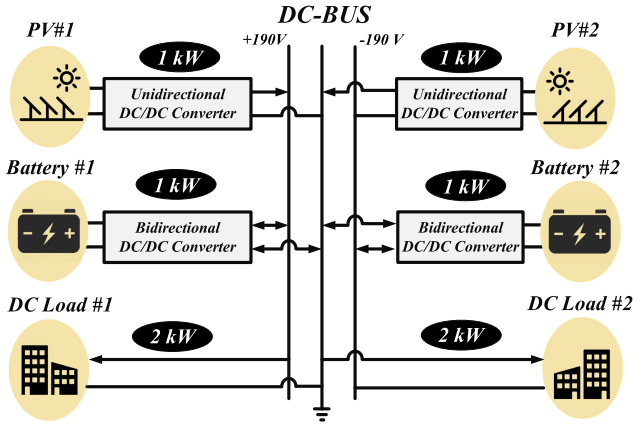 DC-BUS
PV#1
+190V
-190 V
PV#2
1 kW
1 kW
Unidirectional
DC/DC Converter
Unidirectional
DC/DC Converter
Battery #1
Battery #2
1 kW
1 kW
Bidirectional
DC/DC Converter
Bidirectional
DC/DC Converter
DC Load #1
DC Load #2
2 kW
2 kW